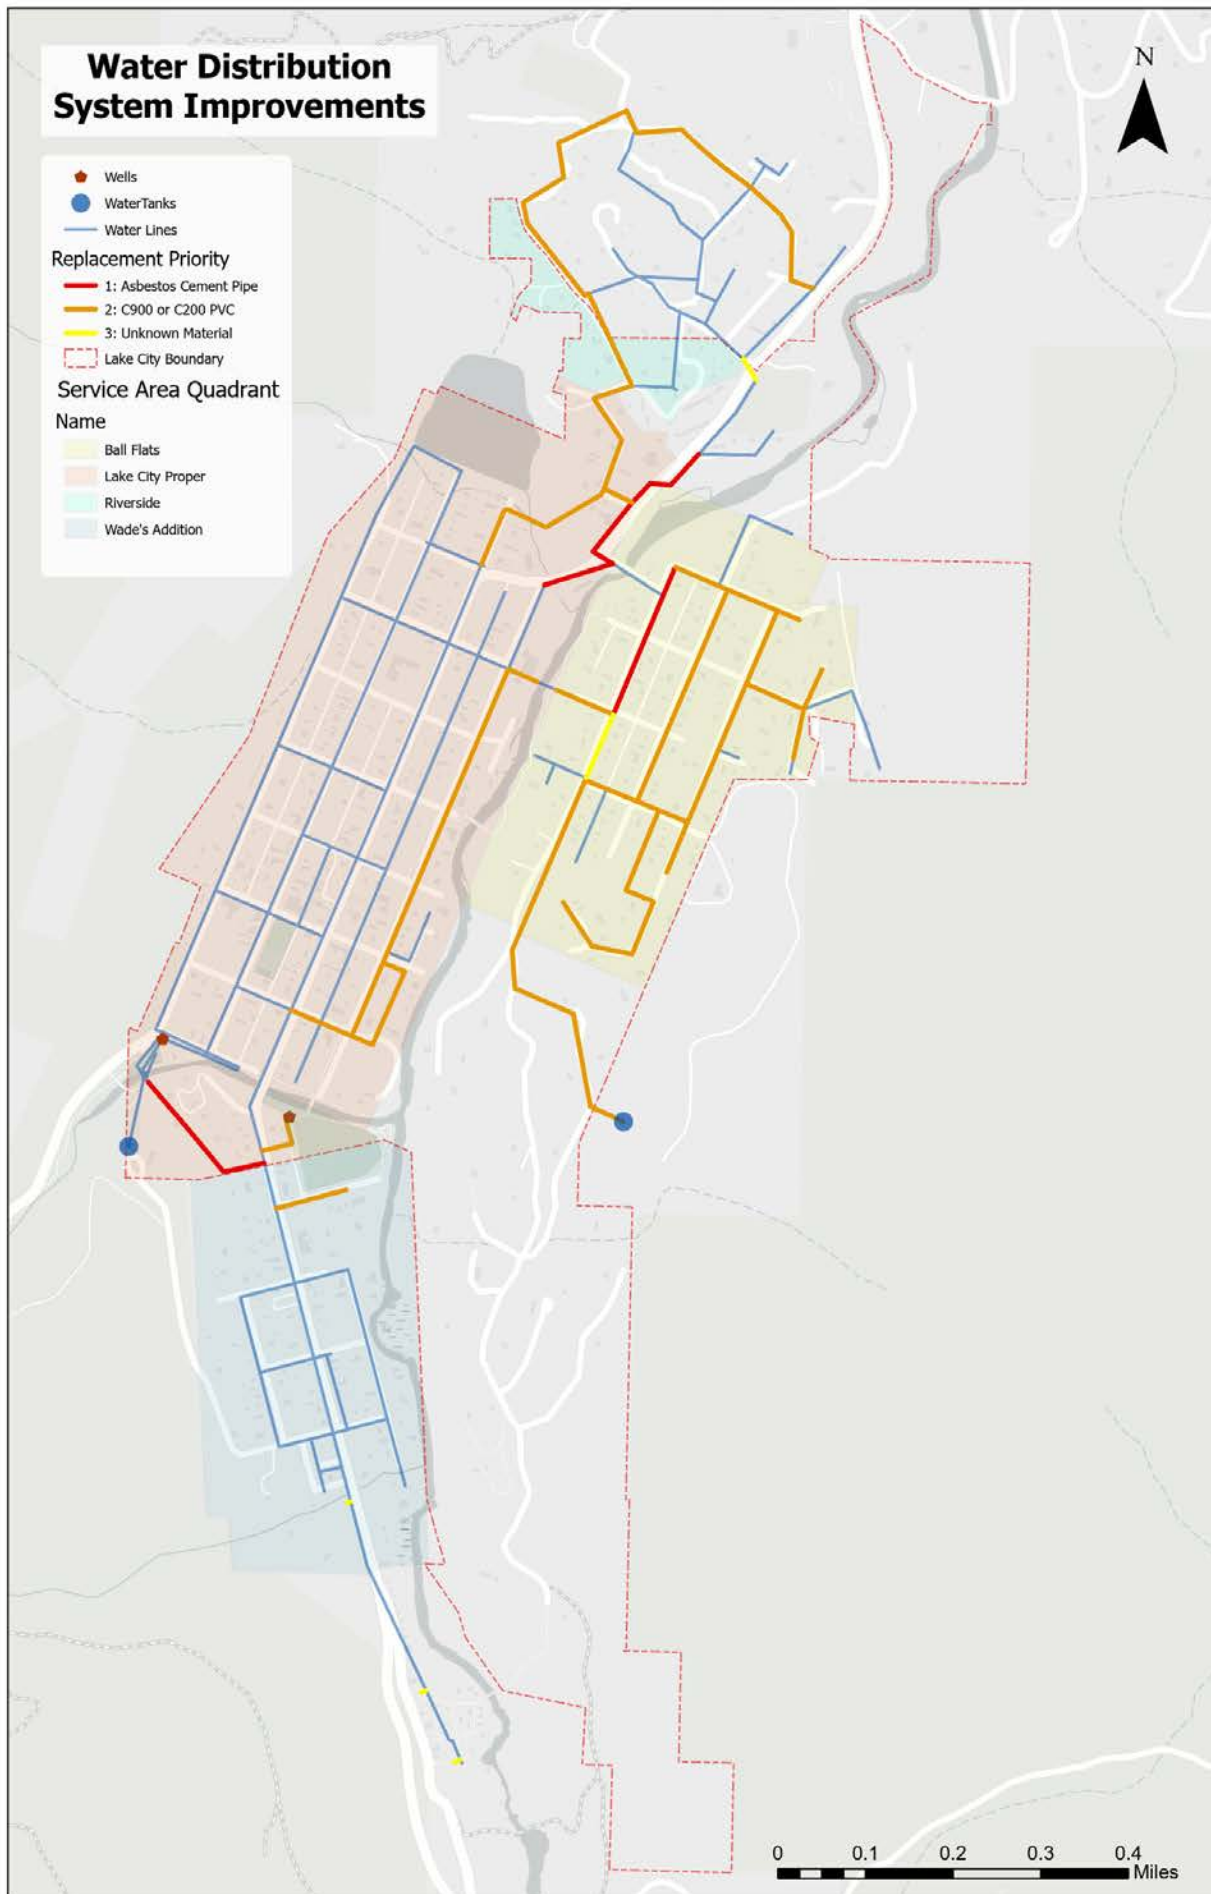 Water Distribution
System Improvements
N
Wells
WaterTanks
Water Lines
Replacement Priority
1: Asbestos Cement Pipe
2: C900 or C200 PVC
3: Unknown Material
Lake City Boundary
Service Area Quadrant
Name
Ball Flats
Lake City Proper
Riverside
Wade's Addition
0 0.1 0.2 0.3 0.4
Miles